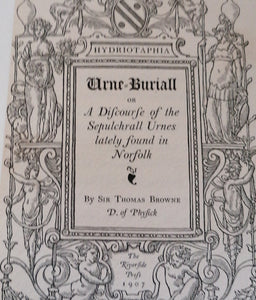 HYDRIOTAPHIA
Urne-Buriall
OR
A Discourse of the
Sepulchrall Urnes
lately found in
Norfolk
By Sir Thomas Browne
D. of Physick
The
Riverside
Press
1907